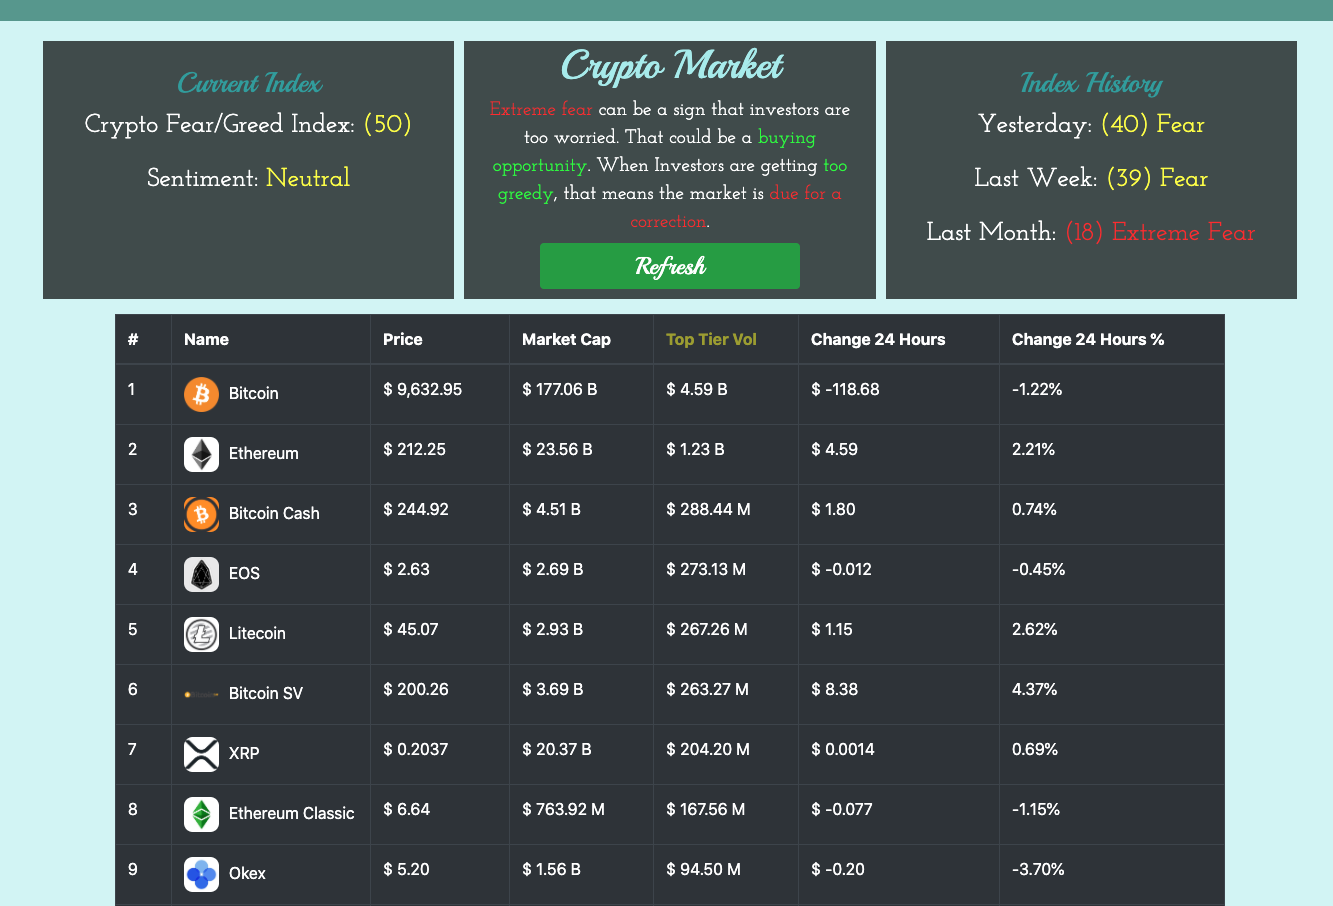 Current Index
Crypto Fear/Greed Index: (50)
Sentiment: Neutral
Crypto Market
Extreme fear can be a sign that investors are
too worried. That could be a buying
opportunity. When Investors are getting too
greedy, that means the market is due for a
correction.
Refresh
Index History
Yesterday: (40) Fear
Last Week: (39) Fear
Last Month: (18) Extreme Fear
# Name Price Market Cap Top Tier Vol Change 24 Hours Change 24 Hours %
1 Bitcoin $ 9,632.95 $ 177.06 B $ 4.59 B $ -118.68 -1.22%
2 Ethereum $ 212.25 $ 23.56 B $ 1.23 B $ 4.59 2.21%
3 Bitcoin Cash $ 244.92 $ 4.51 B $ 288.44 M $ 1.80 0.74%
4 EOS $ 2.63 $ 2.69 B $ 273.13 M $ -0.012 -0.45%
5 Litecoin $ 45.07 $ 2.93 B $ 267.26 M $ 1.15 2.62%
6 Bitcoin SV $ 200.26 $ 3.69 B $ 263.27 M $ 8.38 4.37%
7 XRP $ 0.2037 $ 20.37 B $ 204.20 M $ 0.0014 0.69%
8 Ethereum Classic $ 6.64 $ 763.92 M $ 167.56 M $ -0.077 -1.15%
9 Okex $ 5.20 $ 1.56 B $ 94.50 M $ -0.20 -3.70%